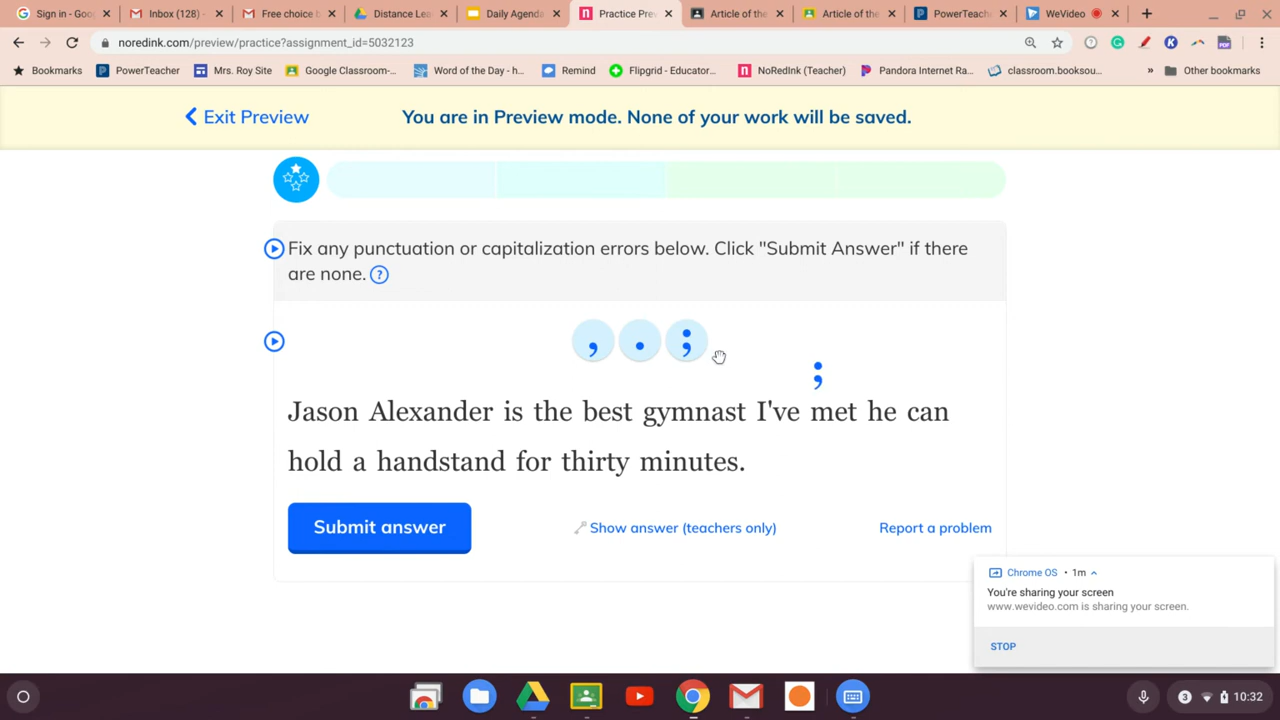 Sign in - Goog
Inbox (128) -
Free choice b
Distance Lea
Daily Agenda
Practice Prev
Article of the
Article of the
PowerTeach
WeVideo
noredink.com/preview/practice?assignment_id=5032123
Bookmarks
PowerTeacher
Mrs. Roy Site
Google Classroom-...
Word of the Day - h...
Remind
Flipgrid - Educator...
NoRedInk (Teacher)
Pandora Internet Ra...
classroom.booksou...
»
Other bookmarks
Exit Preview
You are in Preview mode. None of your work will be saved.
Fix any punctuation or capitalization errors below. Click "Submit Answer" if there
are none. ?
, . ;
;
Jason Alexander is the best gymnast I've met he can
hold a handstand for thirty minutes.
Submit answer
Show answer (teachers only)
Report a problem
Chrome OS • 1m
You're sharing your screen
www.wevideo.com is sharing your screen.
STOP
3
10:32